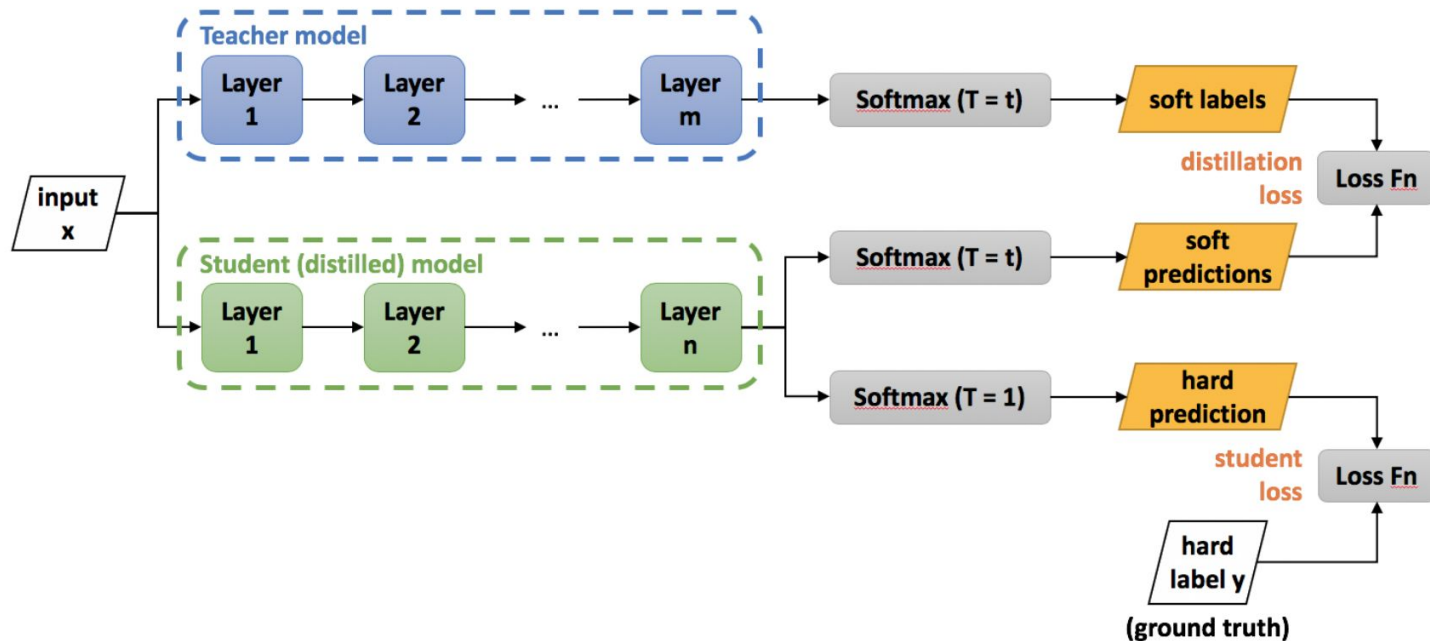 Teacher model
Layer
1
Layer
2
...
Layer
m
Softmax (T = t)
soft labels
distillation
loss
Loss Fn
input
x
Student (distilled) model
Layer
1
Layer
2
...
Layer
n
Softmax (T = t)
soft
predictions
Softmax (T = 1)
hard
prediction
student
loss
Loss Fn
hard
label y
(ground truth)